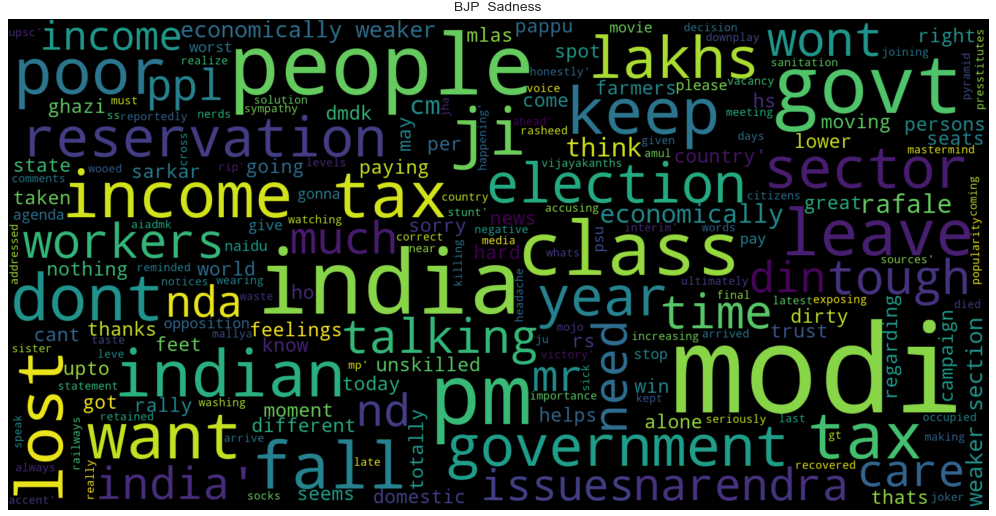 BJP Sadness
upsc'
income
economically weaker
worst
realize
mlas
pappu
movie
spot
decision
downplay
joining
lakhs
wont
right
sanitation
pyramid
presstitutes
poor
ppl
people
honestly'
voice
farmers
please
vacancy
keep
govt
ghazi
must
nerds
solution
sympathy
ss
reportedly
dmdk
cm
jha
come
hs
meeting
moving
persons
seats
reservation
cross
may
per
ji
ahead'
happening'
rasheed
given
days
think
amul
lower
mastermind
state
wooed
rip'
levels
paying
vijayakanths
country'
sector
comments
sarkar
going
gonna
country
election
citizens
great
rafale
coming
popularity
taken
income tax
agenda
aiadmk
give
watching
stunt'
accusing
economically
words
leave
addressed
workers
naidu
much
sorry
correct
near
news
negative
media
hard
class
interim'
whats
psu
pay
sources'
nothing
reminded
wearing
world
notices
waste
ho
india
killing
headache
ultimately
din
tough
dont
nda
year
final
latest
exposing
died
cant
thanks
opposition
mallya
feelings
know
talking
mojo
ju
rs
increasing
arrived
time
trust
dirty
regarding
campaign
weaker section
sister
taste
feet
victory'
need
stop
modi
lost
upto
leve
indian
today
unskilled
mp'
pm
mr
sick
importance
win
kept
statement
got
rally
washing
moment
different
nd
totally
helps
alone
seriously
last
occupied
speak
retained
railways
want
arrive
fall
late
government
tax
gt
making
recovered
always
really
india'
socks
seems
domestic
issues
narendra
care
thats
joker
accent'